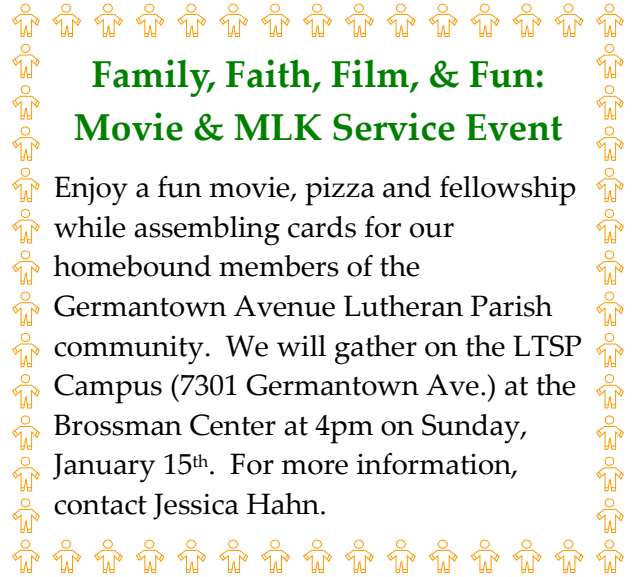 Family, Faith, Film, & Fun:
Movie & MLK Service Event
Enjoy a fun movie, pizza and fellowship
while assembling cards for our
homebound members of the
Germantown Avenue Lutheran Parish
community.  We will gather on the LTSP
Campus (7301 Germantown Ave.) at the
Brossman Center at 4pm on Sunday,
January 15th.  For more information,
contact Jessica Hahn.